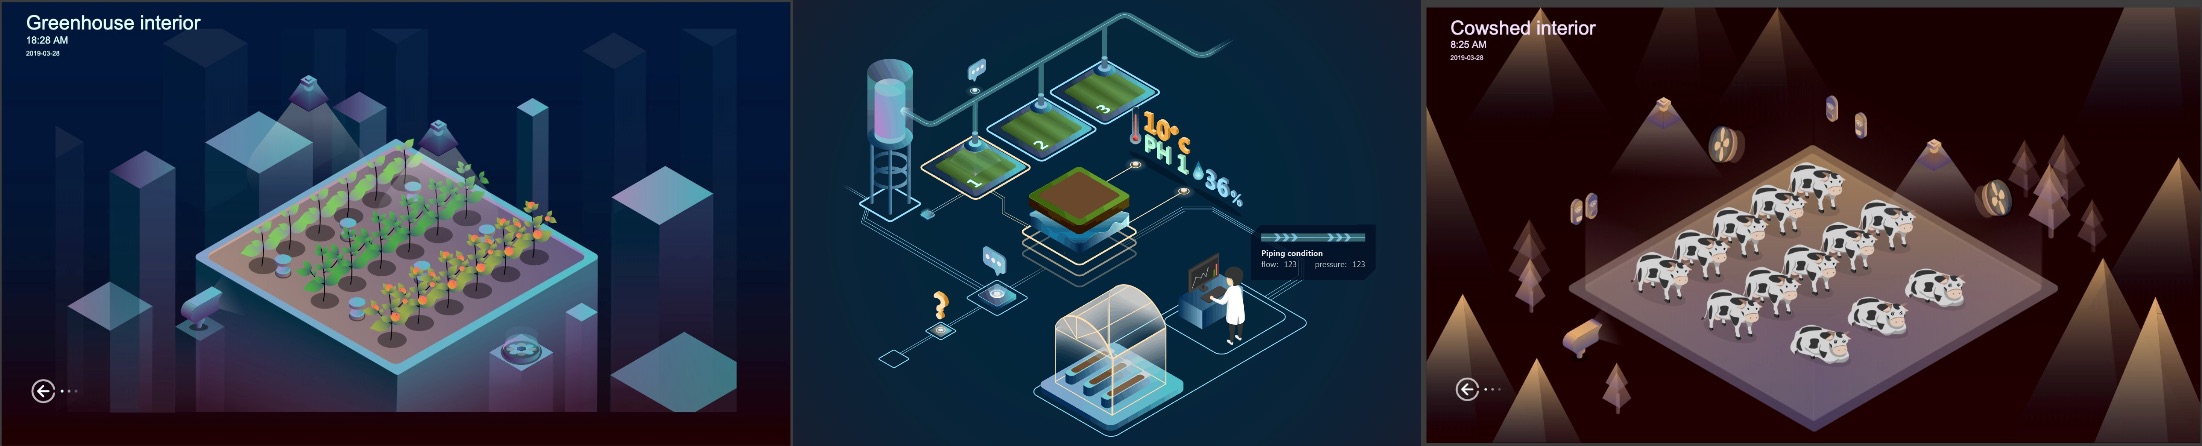 Greenhouse interior
18:28 AM
2019-03-28
1
2
3
10°C
PH 1
36%
Piping condition
flow: 123 pressure: 123
?
Cowshed interior
8:25 AM
2019-03-28